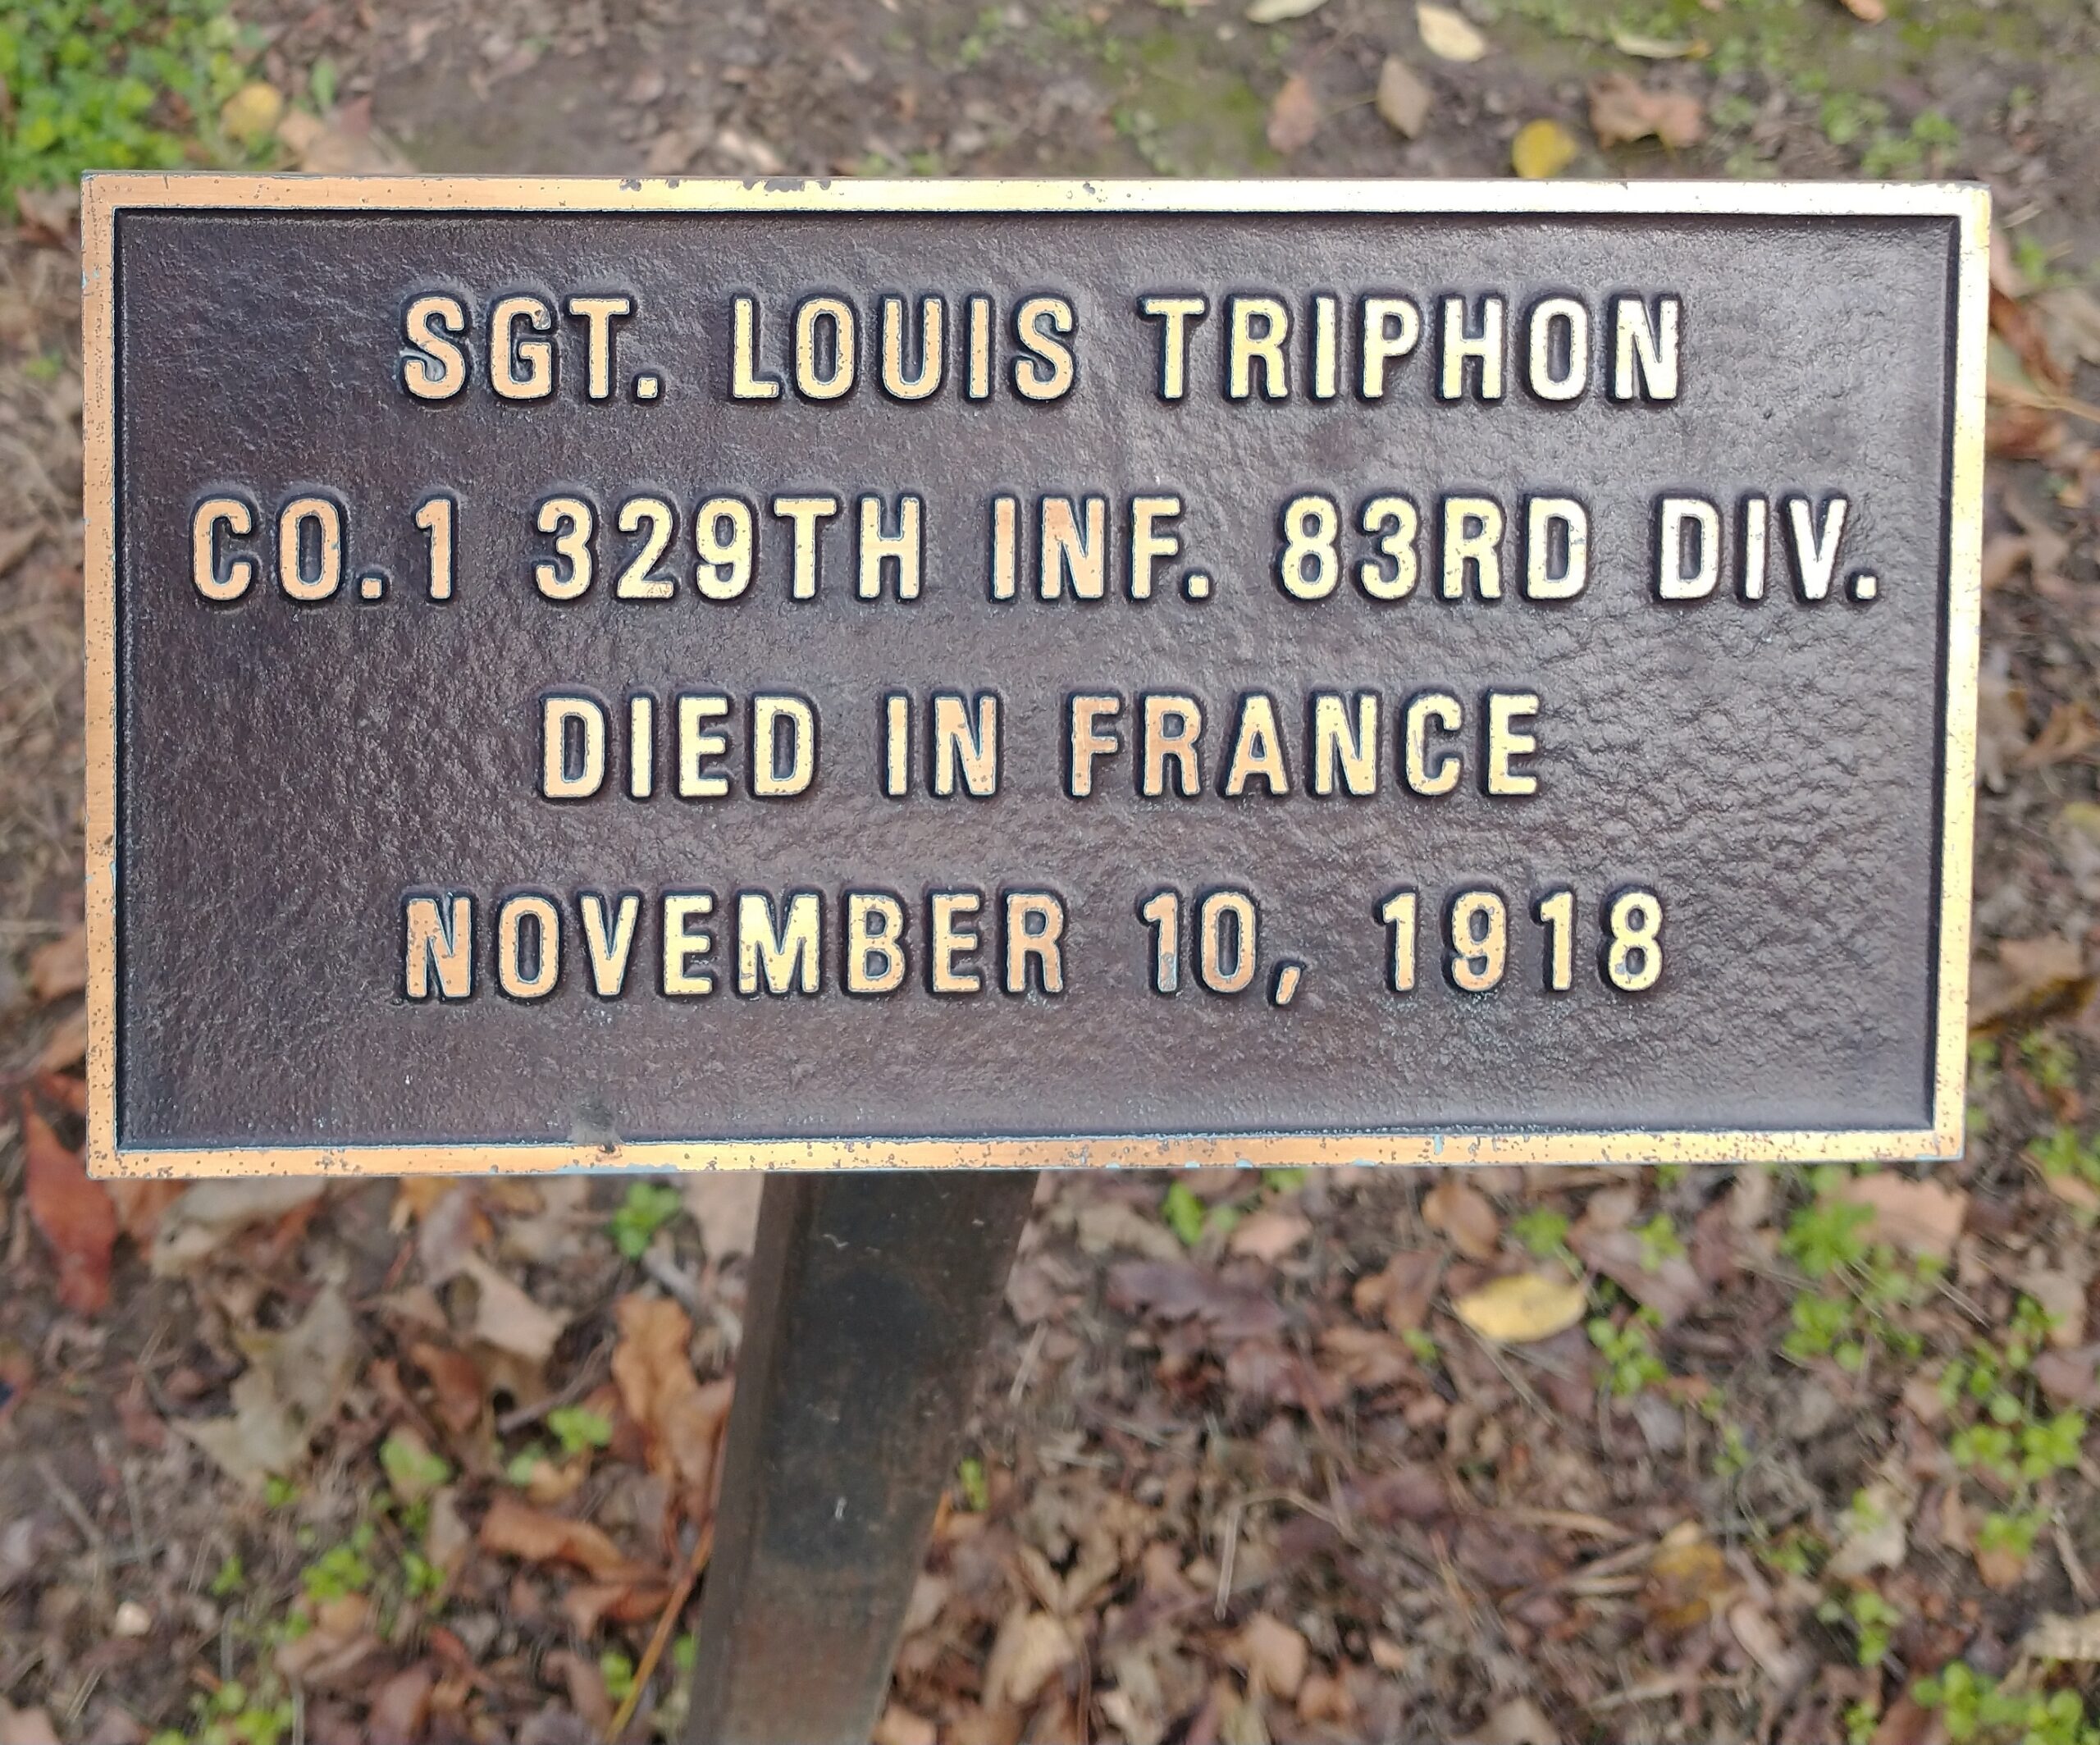 SGT. LOUIS TRIPHON
CO.1 329TH INF. 83RD DIV.
DIED IN FRANCE
NOVEMBER 10, 1918